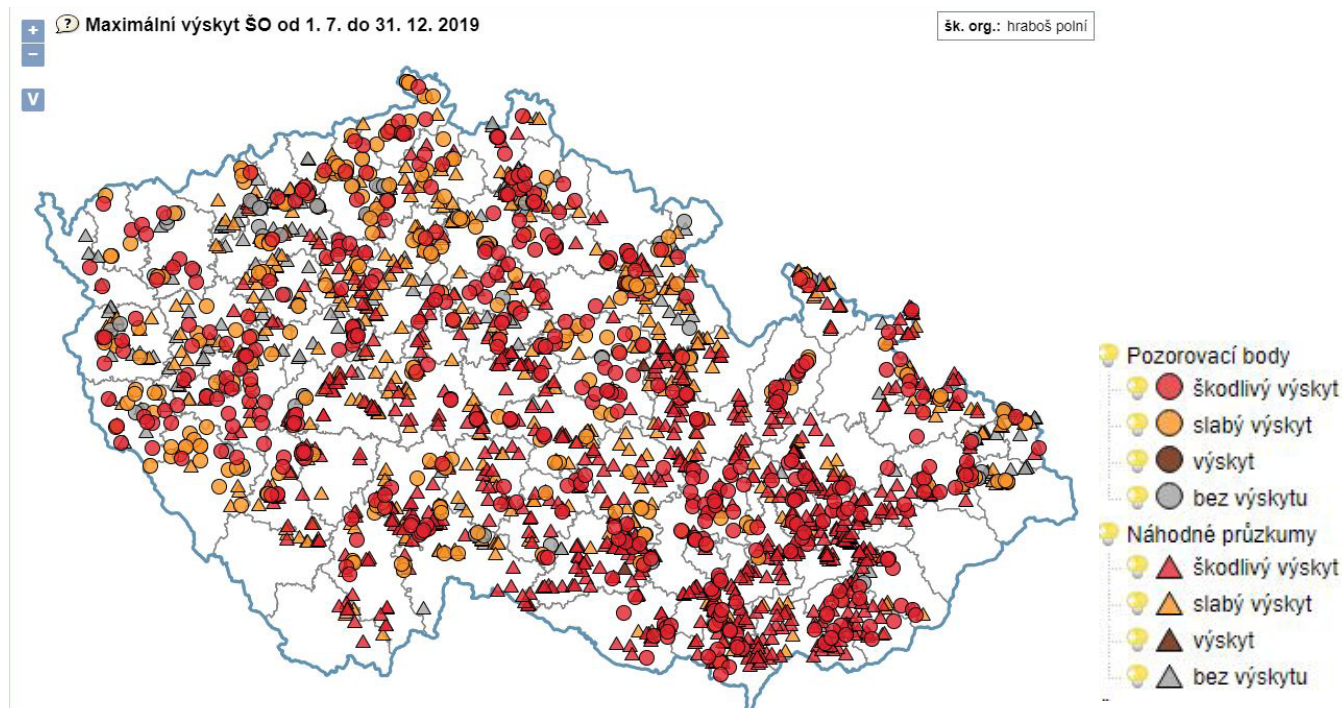 +
? Maximální výskyt ŠO od 1. 7. do 31. 12. 2019
šk. org.: hraboš polní
−
V
Pozorovací body
škodlivý výskyt
slabý výskyt
výskyt
bez výskytu
Náhodné průzkumy
škodlivý výskyt
slabý výskyt
výskyt
bez výskytu